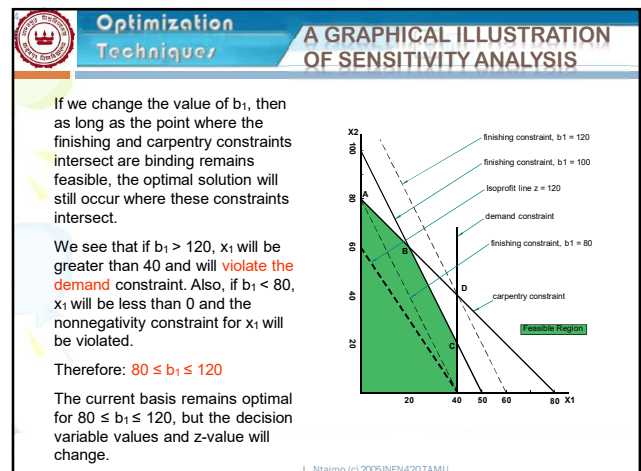 Optimization
Techniques
A GRAPHICAL ILLUSTRATION
OF SENSITIVITY ANALYSIS
If we change the value of b₁, then
as long as the point where the
finishing and carpentry constraints
intersect are binding remains
feasible, the optimal solution will
still occur where these constraints
intersect.
We see that if b₁ > 120, x₁ will be
greater than 40 and will violate the
demand constraint. Also, if b₁ < 80,
x₁ will be less than 0 and the
nonnegativity constraint for x₁ will
be violated.
Therefore: 80 ≤ b₁ ≤ 120
The current basis remains optimal
for 80 ≤ b₁ ≤ 120, but the decision
variable values and z-value will
change.
X2
100
80
60
40
20
A
B
C
D
finishing constraint, b1 = 120
finishing constraint, b1 = 100
Isoprofit line z = 120
demand constraint
finishing constraint, b1 = 80
carpentry constraint
Feasible Region
20 40 50 60 80 X1
L. Ntaimo (c) 2005 INEN420 TAMU